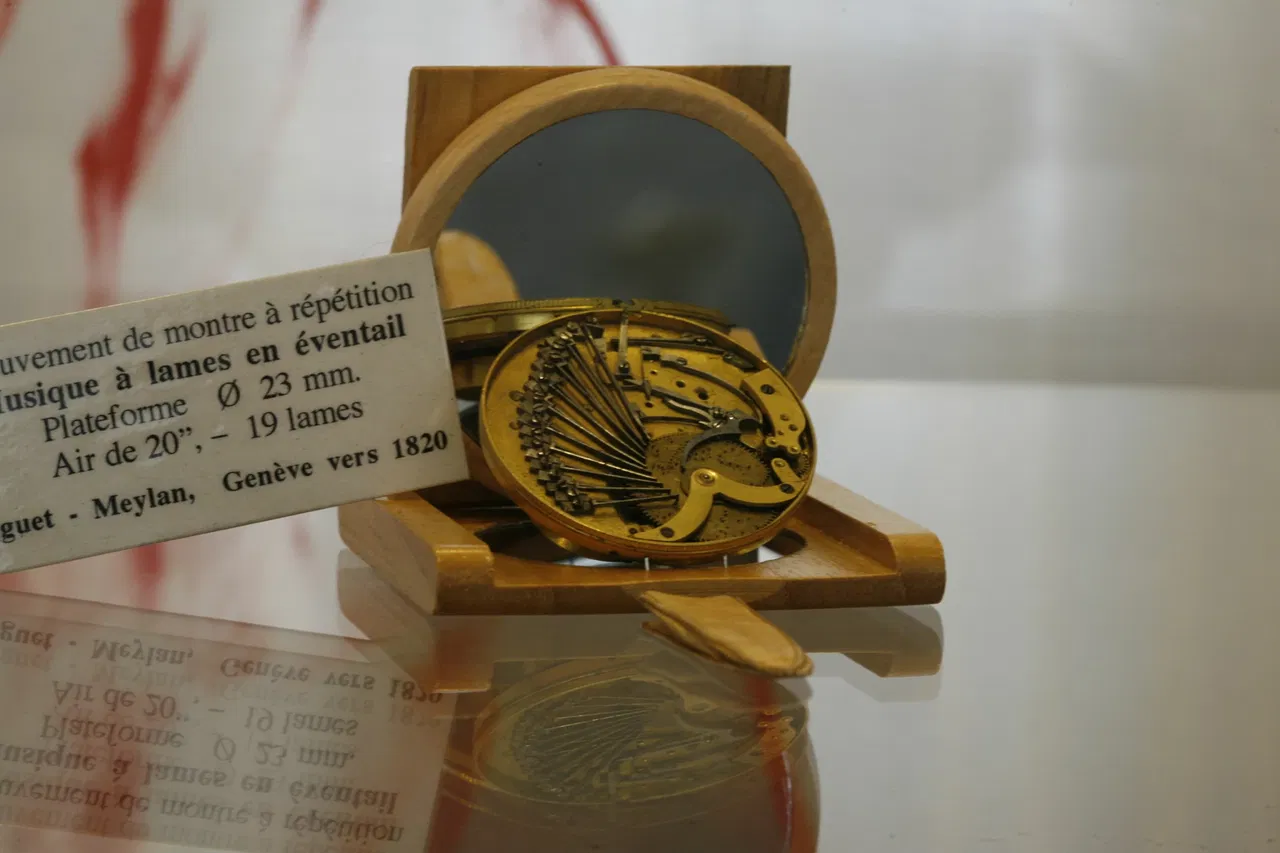 uvement de montre à répétition
usique à lames en éventail
Plateforme Ø 23 mm.
Air de 20”, – 19 lames
guet - Meylan, Genève vers 1820